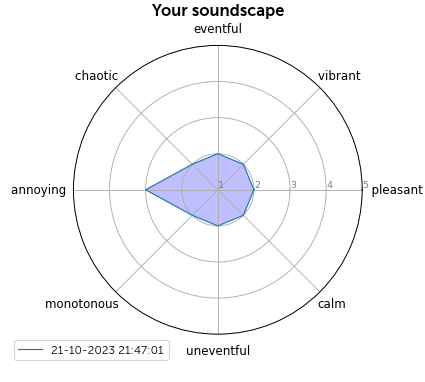 Your soundscape
eventful
chaotic
vibrant
annoying
1
2
3
4
5
pleasant
monotonous
calm
21-10-2023 21:47:01
uneventful